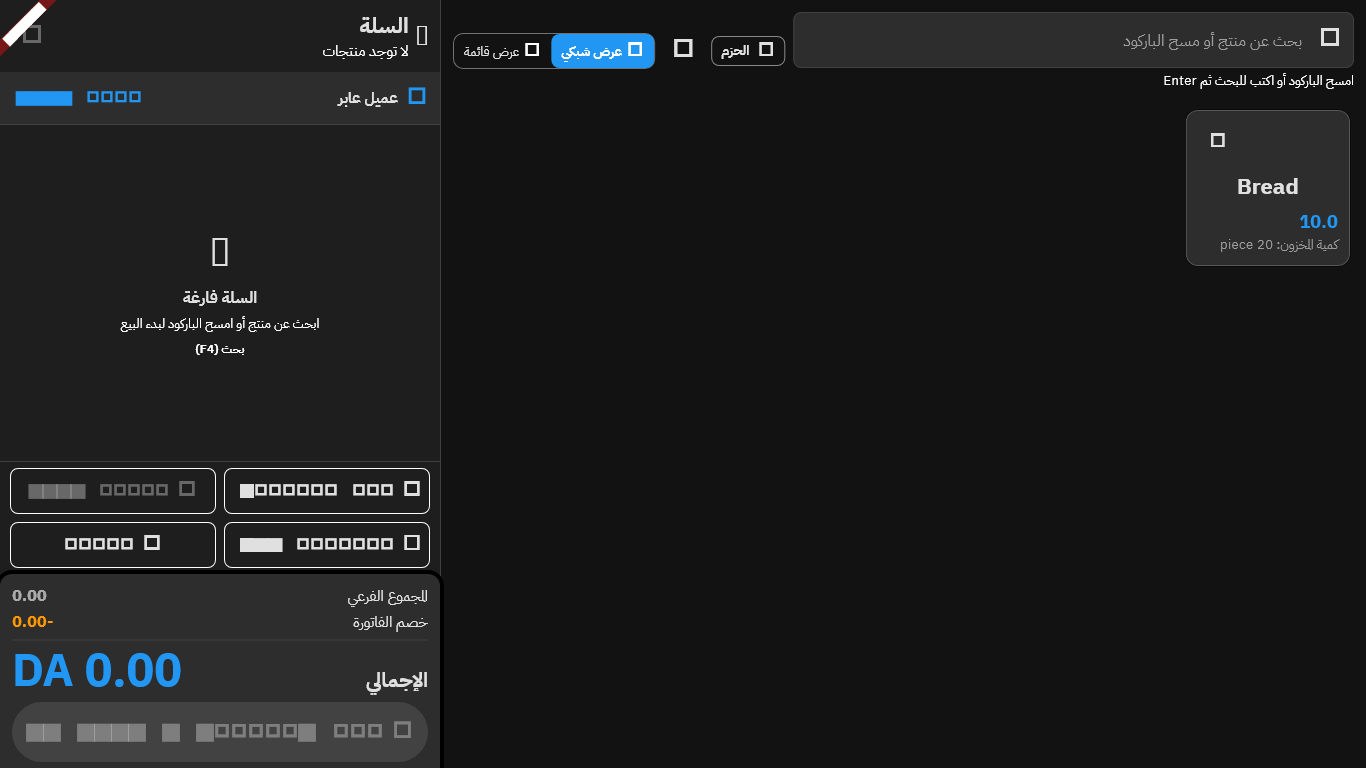 بحث عن منتج أو مسح الباركود
امسح الباركود أو اكتب للبحث ثم Enter
الحزم
عرض شبكي
عرض قائمة
Bread
10.0
كمية المخزون: 20 piece
السلة
لا توجد منتجات
عميل عابر
السلة فارغة
ابحث عن منتج أو امسح الباركود لبدء البيع
بحث (F4)
المجموع الفرعي 0.00
خصم الفاتورة -0.00
الإجمالي DA 0.00